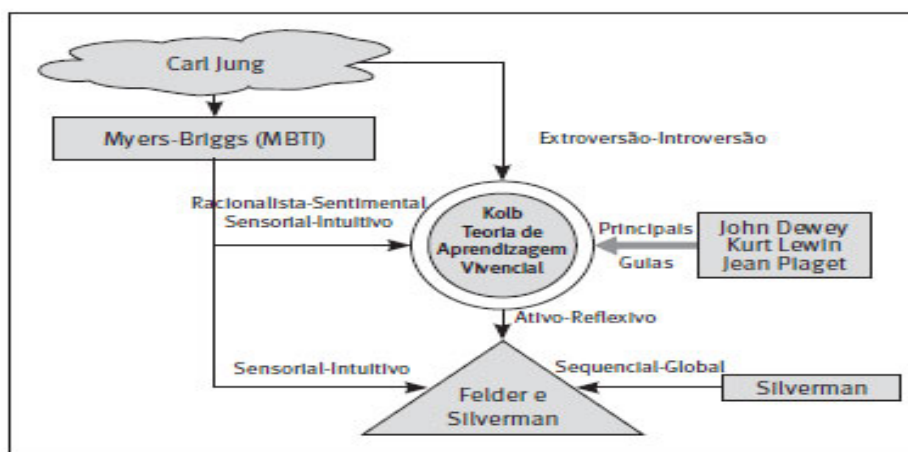 Carl Jung
Myers-Briggs (MBTI)
Extroversão-Introversão
Racionalista-Sentimental
Sensorial-Intuitivo
Kolb
Teoria de
Aprendizagem
Vivencial
Principais
Guias
John Dewey
Kurt Lewin
Jean Piaget
Ativo-Reflexivo
Sensorial-Intuitivo
Sequencial-Global
Felder e
Silverman
Silverman